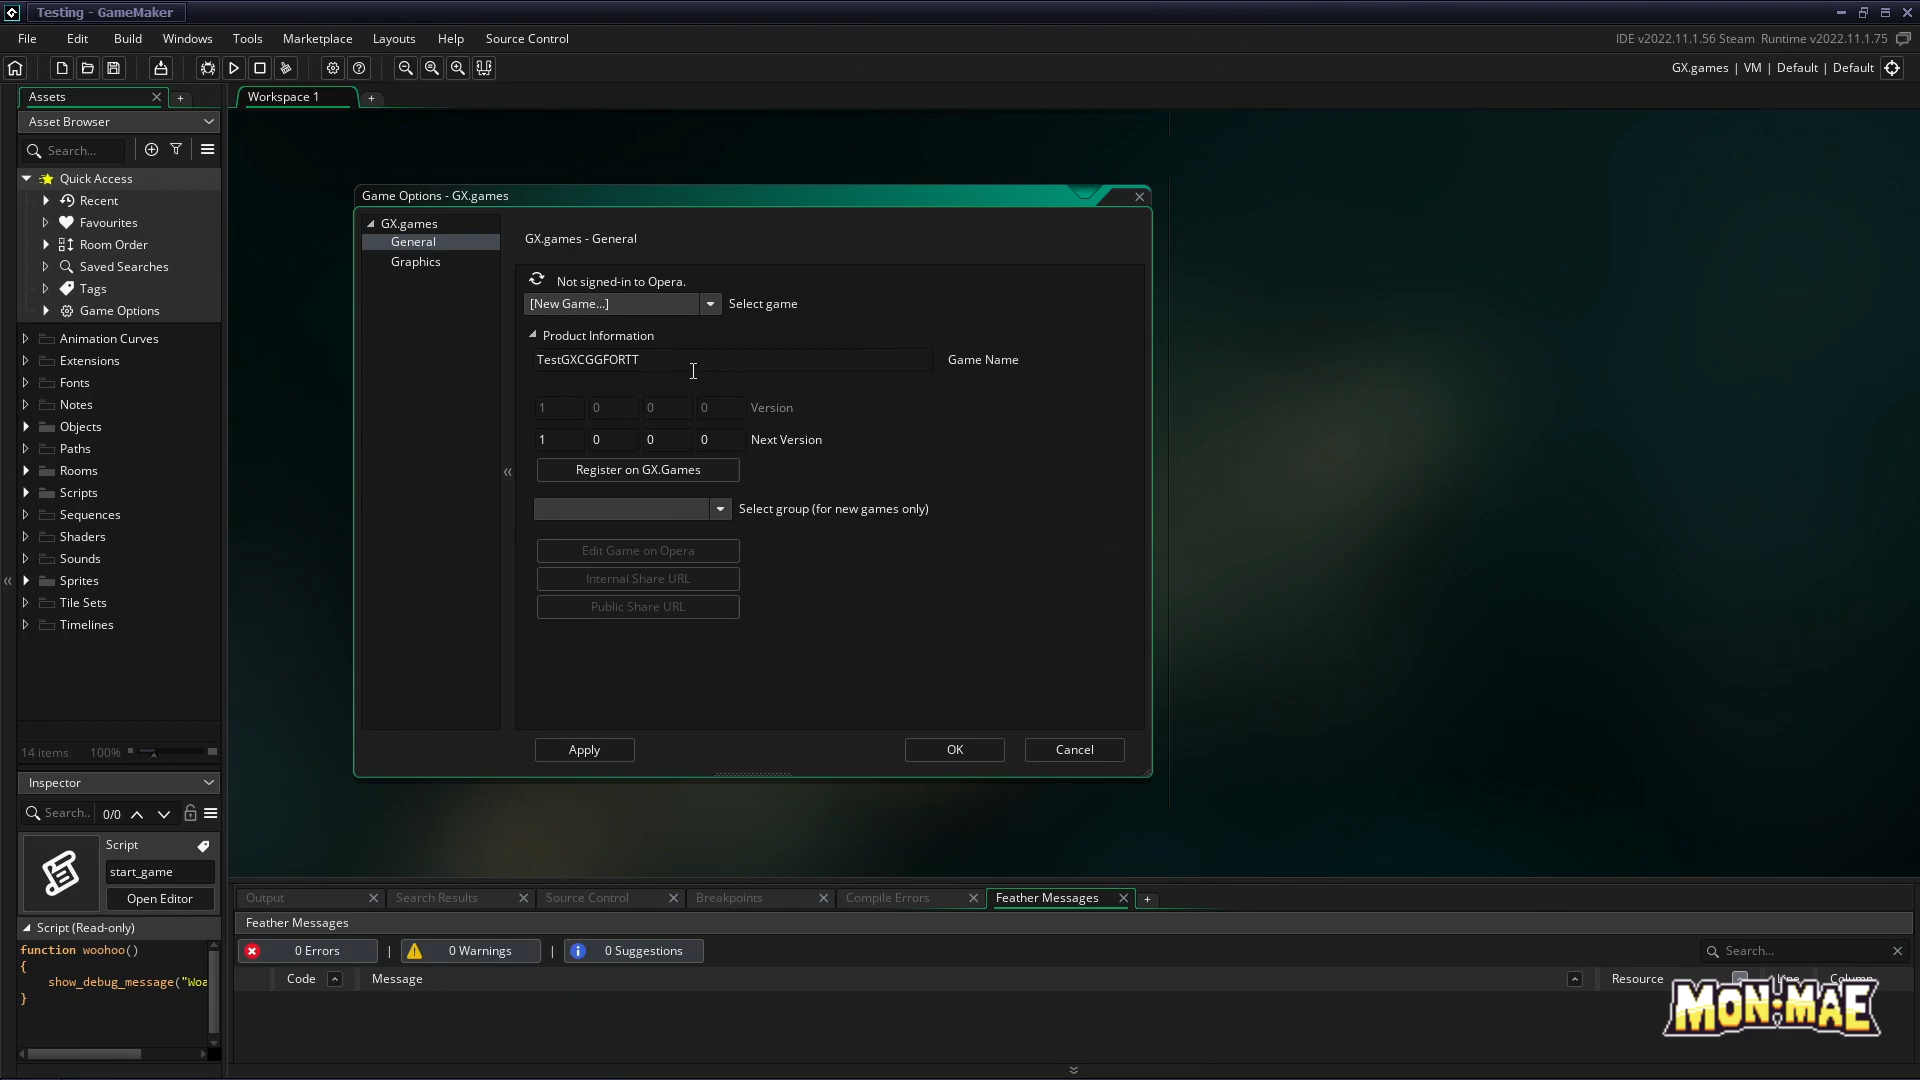 Testing - GameMaker
File Edit Build Windows Tools Marketplace Layouts Help Source Control
IDE v2022.11.1.56 Steam Runtime v2022.11.1.75
GX.games | VM | Default | Default
Assets
Workspace 1
Asset Browser
Search...
Quick Access
Recent
Favourites
Room Order
Saved Searches
Tags
Game Options
Animation Curves
Extensions
Fonts
Notes
Objects
Paths
Rooms
Scripts
Sequences
Shaders
Sounds
Sprites
Tile Sets
Timelines
14 items 100%
Inspector
Search.. 0/0
Script
start_game
Open Editor
Script (Read-only)
function woohoo()
{
show_debug_message("Woa
}
Game Options - GX.games
GX.games
General
Graphics
GX.games - General
Not signed-in to Opera.
[New Game...] Select game
Product Information
TestGXCGGFORTT Game Name
1 0 0 0 Version
1 0 0 0 Next Version
Register on GX.Games
Select group (for new games only)
Edit Game on Opera
Internal Share URL
Public Share URL
Apply OK Cancel
Output Search Results Source Control Breakpoints Compile Errors Feather Messages
Feather Messages
0 Errors | 0 Warnings | 0 Suggestions
Search...
Code Message Resource Line Column
MON:MAE